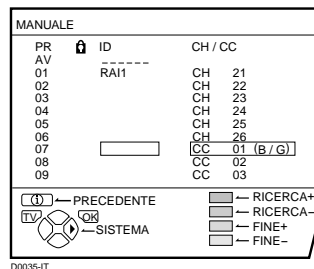 MANUALE
PR ID CH / CC
AV _ _ _ _ _ _
01 RAI1 CH 21
02 CH 22
03 CH 23
04 CH 24
05 CH 25
06 CH 26
07 CC 01 (B / G)
08 CC 02
09 CC 03
i PRECEDENTE RICERCA+
TV OK RICERCA−
SISTEMA FINE+
FINE−
D0035-IT